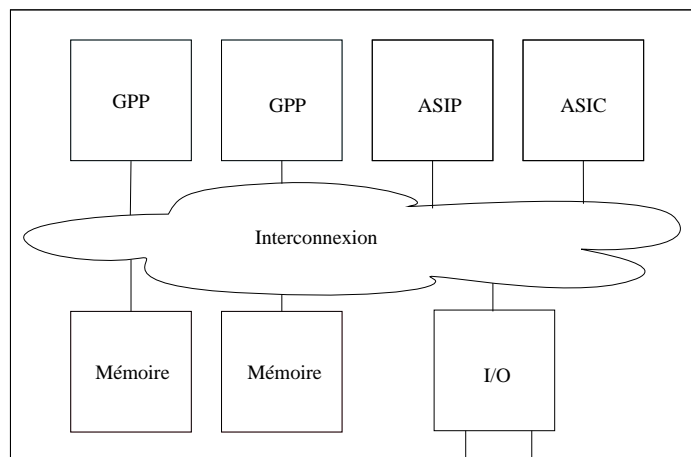 GPP
GPP
ASIP
ASIC
Interconnexion
Mémoire
Mémoire
I/O